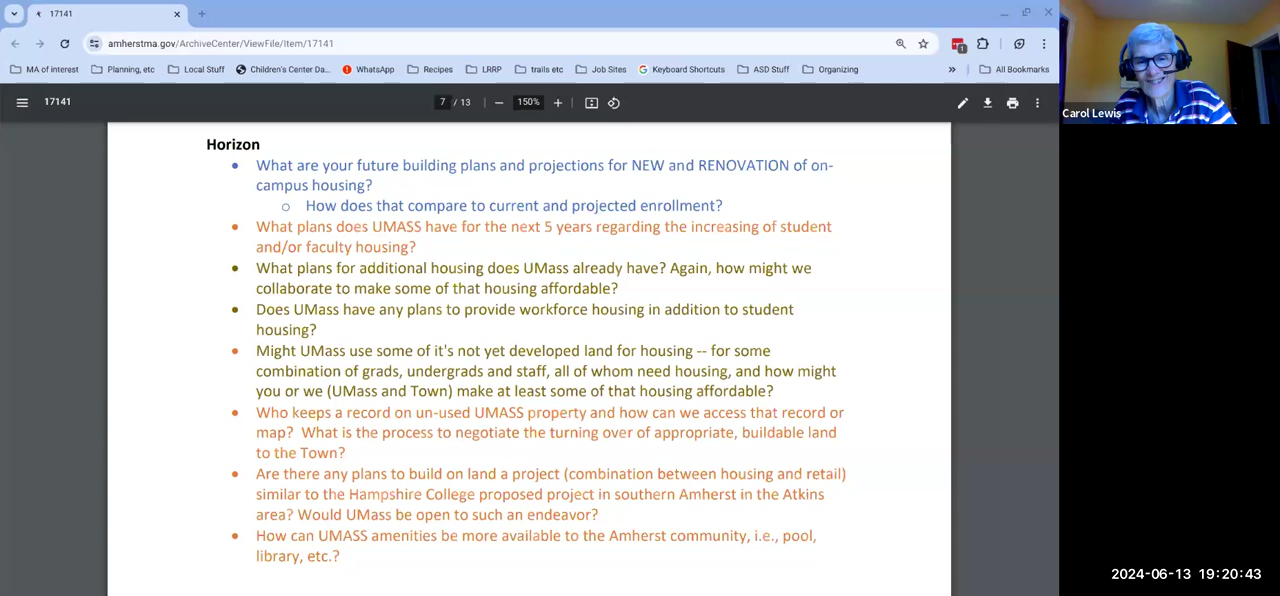 17141
amherstma.gov/ArchiveCenter/ViewFile/Item/17141
MA of interest
Planning, etc
Local Stuff
Children's Center Da...
WhatsApp
Recipes
LRRP
trails etc
Job Sites
Keyboard Shortcuts
ASD Stuff
Organizing
»
All Bookmarks
17141
7 / 13
150%
Carol Lewis
Horizon
• What are your future building plans and projections for NEW and RENOVATION of on-
campus housing?
o How does that compare to current and projected enrollment?
• What plans does UMASS have for the next 5 years regarding the increasing of student
and/or faculty housing?
• What plans for additional housing does UMass already have? Again, how might we
collaborate to make some of that housing affordable?
• Does UMass have any plans to provide workforce housing in addition to student
housing?
• Might UMass use some of it's not yet developed land for housing -- for some
combination of grads, undergrads and staff, all of whom need housing, and how might
you or we (UMass and Town) make at least some of that housing affordable?
• Who keeps a record on un-used UMASS property and how can we access that record or
map? What is the process to negotiate the turning over of appropriate, buildable land
to the Town?
• Are there any plans to build on land a project (combination between housing and retail)
similar to the Hampshire College proposed project in southern Amherst in the Atkins
area? Would UMass be open to such an endeavor?
• How can UMASS amenities be more available to the Amherst community, i.e., pool,
library, etc.?
2024-06-13 19:20:43